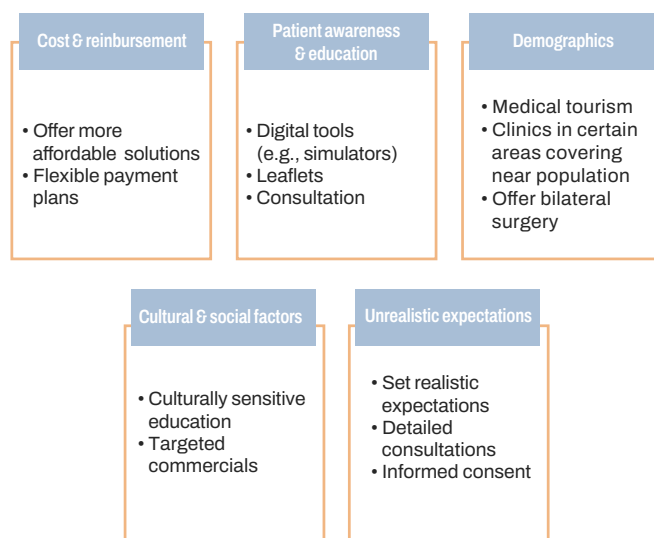 Cost & reimbursement
• Offer more
affordable solutions
• Flexible payment
plans
Patient awareness
& education
• Digital tools
(e.g., simulators)
• Leaflets
• Consultation
Demographics
• Medical tourism
• Clinics in certain
areas covering
near population
• Offer bilateral
surgery
Cultural & social factors
• Culturally sensitive
education
• Targeted
commercials
Unrealistic expectations
• Set realistic
expectations
• Detailed
consultations
• Informed consent